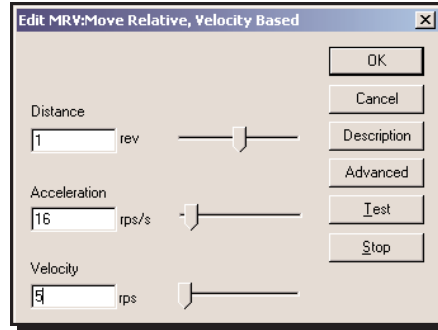 Edit MRV:Move Relative, Velocity Based
OK
Cancel
Description
Advanced
Test
Stop
Distance
1 rev
Acceleration
16 rps/s
Velocity
5 rps